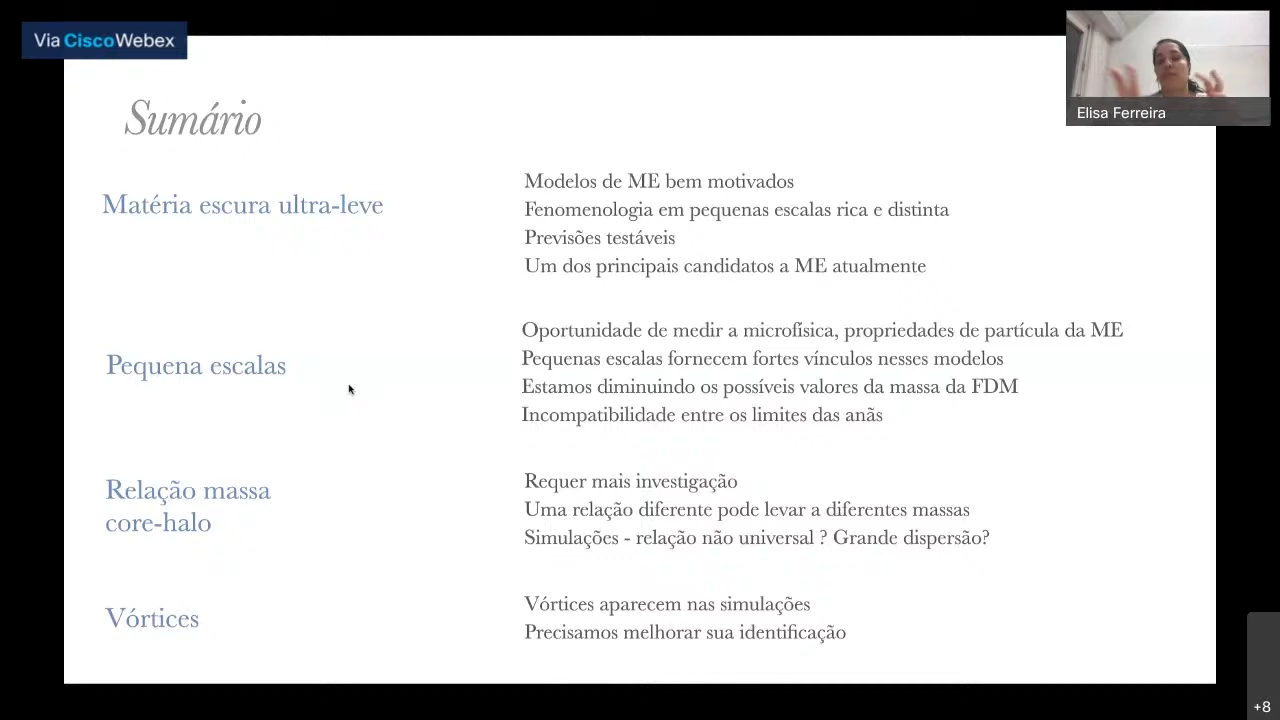 Via Cisco Webex
Elisa Ferreira
Sumário
Matéria escura ultra-leve
Modelos de ME bem motivados
Fenomenologia em pequenas escalas rica e distinta
Previsões testáveis
Um dos principais candidatos a ME atualmente
Pequena escalas
Oportunidade de medir a microfísica, propriedades de partícula da ME
Pequenas escalas fornecem fortes vínculos nesses modelos
Estamos diminuindo os possíveis valores da massa da FDM
Incompatibilidade entre os limites das anãs
Relação massa
core-halo
Requer mais investigação
Uma relação diferente pode levar a diferentes massas
Simulações - relação não universal ? Grande dispersão?
Vórtices
Vórtices aparecem nas simulações
Precisamos melhorar sua identificação
+8